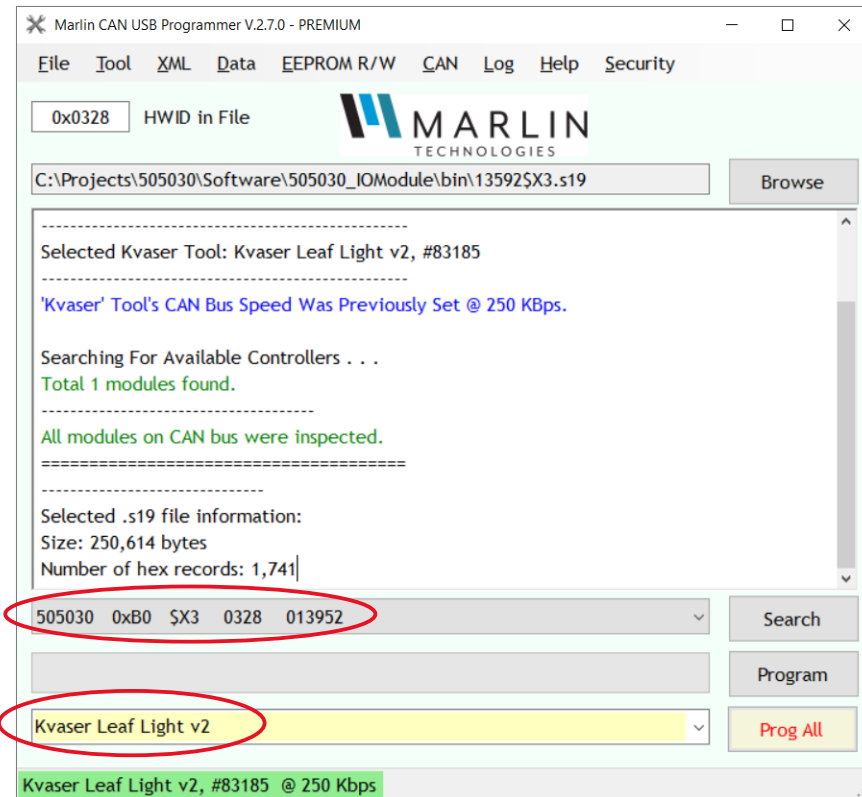 Marlin CAN USB Programmer V.2.7.0 - PREMIUM
File Tool XML Data EEPROM R/W CAN Log Help Security
0x0328 HWID in File
MARLIN
TECHNOLOGIES
C:\Projects\505030\Software\505030_IOModule\bin\13592$X3.s19 Browse
---------------------------------------------------
Selected Kvaser Tool: Kvaser Leaf Light v2, #83185
---------------------------------------------------
'Kvaser' Tool's CAN Bus Speed Was Previously Set @ 250 KBps.
Searching For Available Controllers . . .
Total 1 modules found.
--------------------------------------
All modules on CAN bus were inspected.
=====================================
-------------------------------
Selected .s19 file information:
Size: 250,614 bytes
Number of hex records: 1,741
505030 0xB0 $X3 0328 013952 Search
Program
Kvaser Leaf Light v2 Prog All
Kvaser Leaf Light v2, #83185 @ 250 Kbps